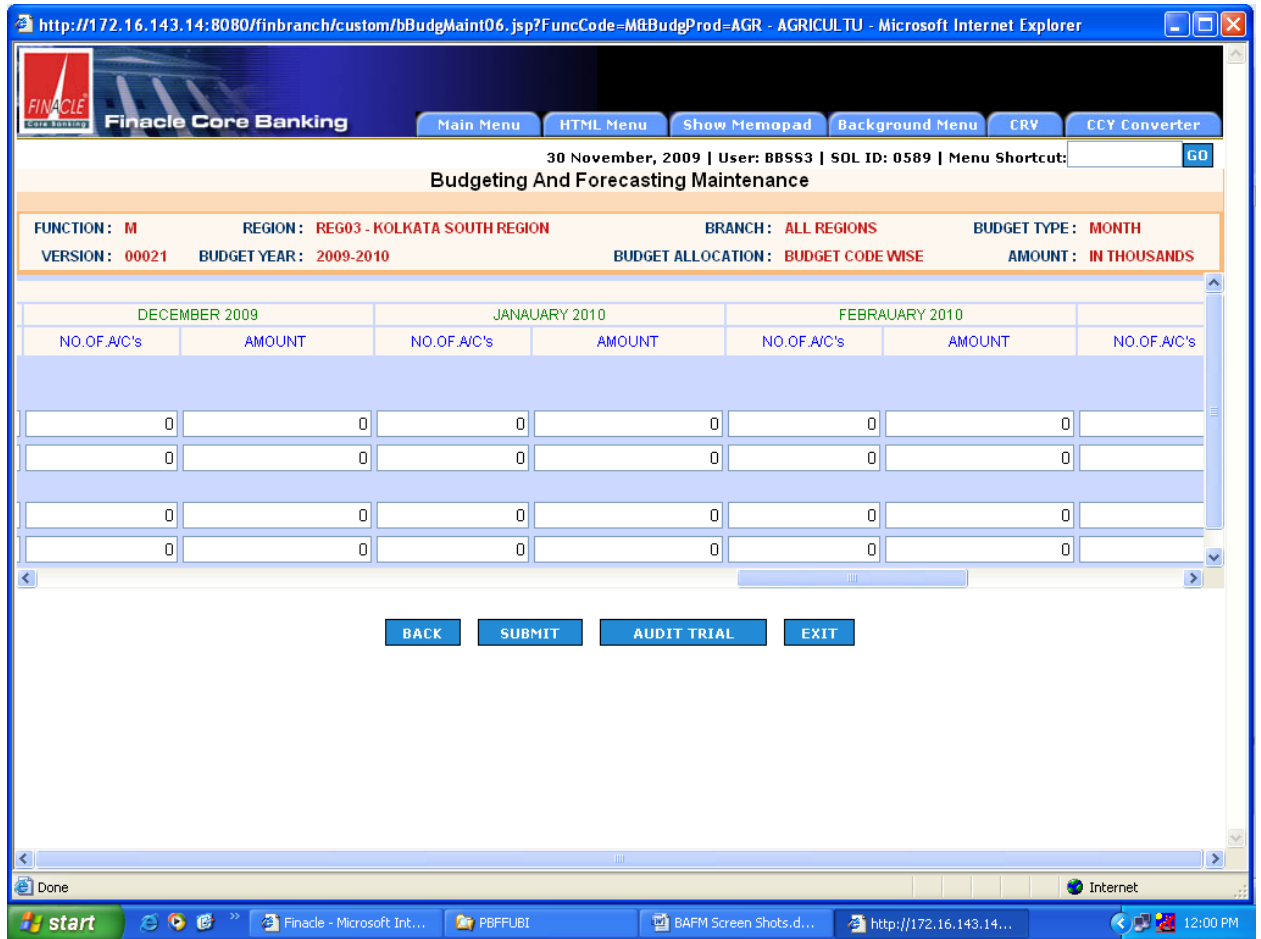 http://172.16.143.14:8080/finbranch/custom/bBudgMaint06.jsp?FuncCode=M&BudgProd=AGR - AGRICULTU - Microsoft Internet Explorer
FINACLE
Core Banking
Finacle Core Banking
Main Menu HTML Menu Show Memopad Background Menu CRV CCY Converter
30 November, 2009 | User: BBSS3 | SOL ID: 0589 | Menu Shortcut: GO
Budgeting And Forecasting Maintenance
FUNCTION : M REGION : REG03 - KOLKATA SOUTH REGION BRANCH : ALL REGIONS BUDGET TYPE : MONTH
VERSION : 00021 BUDGET YEAR : 2009-2010 BUDGET ALLOCATION : BUDGET CODE WISE AMOUNT : IN THOUSANDS
DECEMBER 2009 JANAUARY 2010 FEBRAUARY 2010
NO.OF.A/C's AMOUNT NO.OF.A/C's AMOUNT NO.OF.A/C's AMOUNT NO.OF.A/C's
0 0 0 0 0 0
0 0 0 0 0 0
0 0 0 0 0 0
0 0 0 0 0 0
BACK SUBMIT AUDIT TRIAL EXIT
Done Internet
start Finacle - Microsoft Int... PBFFUBI BAFM Screen Shots.d... http://172.16.143.14... 12:00 PM